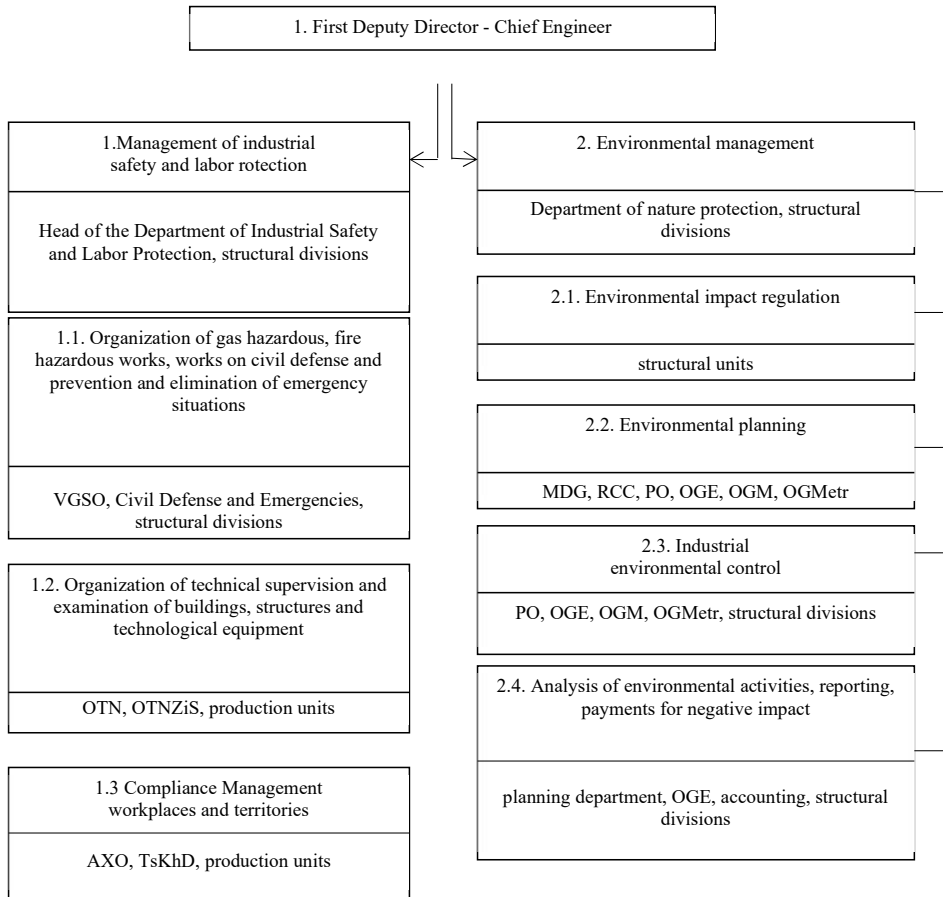 1. First Deputy Director - Chief Engineer
1.Management of industrial
safety and labor rotection
Head of the Department of Industrial Safety
and Labor Protection, structural divisions
1.1. Organization of gas hazardous, fire
hazardous works, works on civil defense and
prevention and elimination of emergency
situations
VGSO, Civil Defense and Emergencies,
structural divisions
1.2. Organization of technical supervision and
examination of buildings, structures and
technological equipment
OTN, OTNZiS, production units
1.3 Compliance Management
workplaces and territories
AXO, TsKhD, production units
2. Environmental management
Department of nature protection, structural
divisions
2.1. Environmental impact regulation
structural units
2.2. Environmental planning
MDG, RCC, PO, OGE, OGM, OGMetr
2.3. Industrial
environmental control
PO, OGE, OGM, OGMetr, structural divisions
2.4. Analysis of environmental activities, reporting,
payments for negative impact
planning department, OGE, accounting, structural
divisions